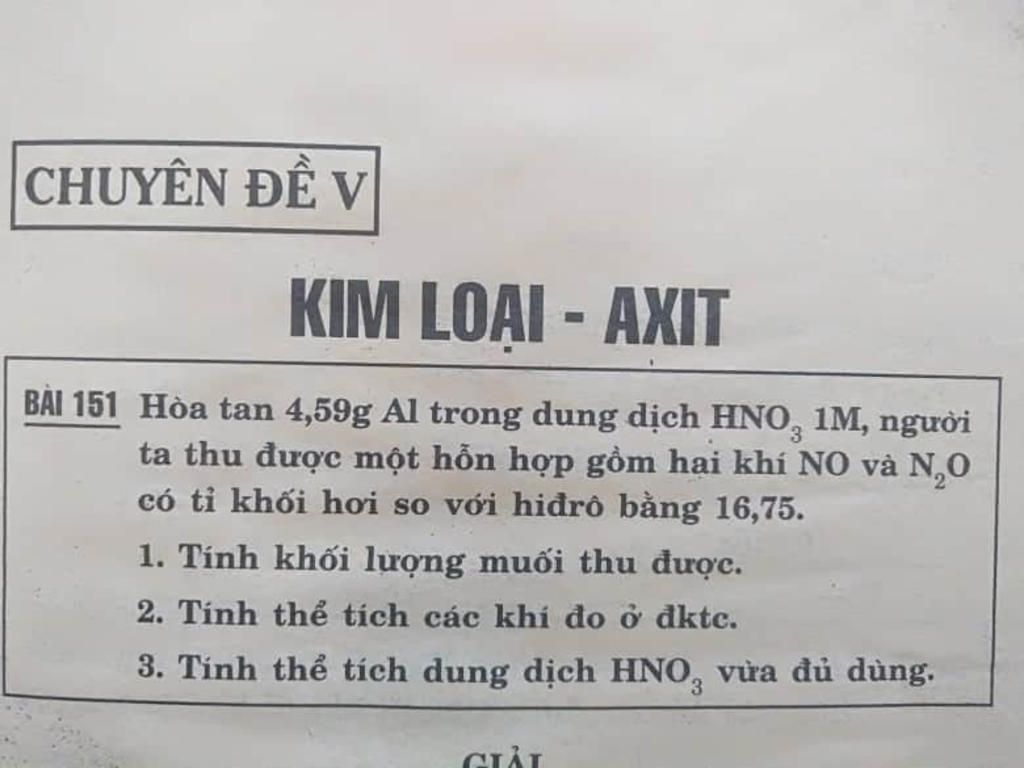 CHUYÊN ĐỀ V
KIM LOẠI - AXIT
BÀI 151 Hòa tan 4,59g Al trong dung dịch HNO₃ 1M, người
ta thu được một hỗn hợp gồm hai khí NO và N₂O
có tỉ khối hơi so với hiđrô bằng 16,75.
1. Tính khối lượng muối thu được.
2. Tính thể tích các khí đo ở đktc.
3. Tính thể tích dung dịch HNO₃ vừa đủ dùng.
GIẢI